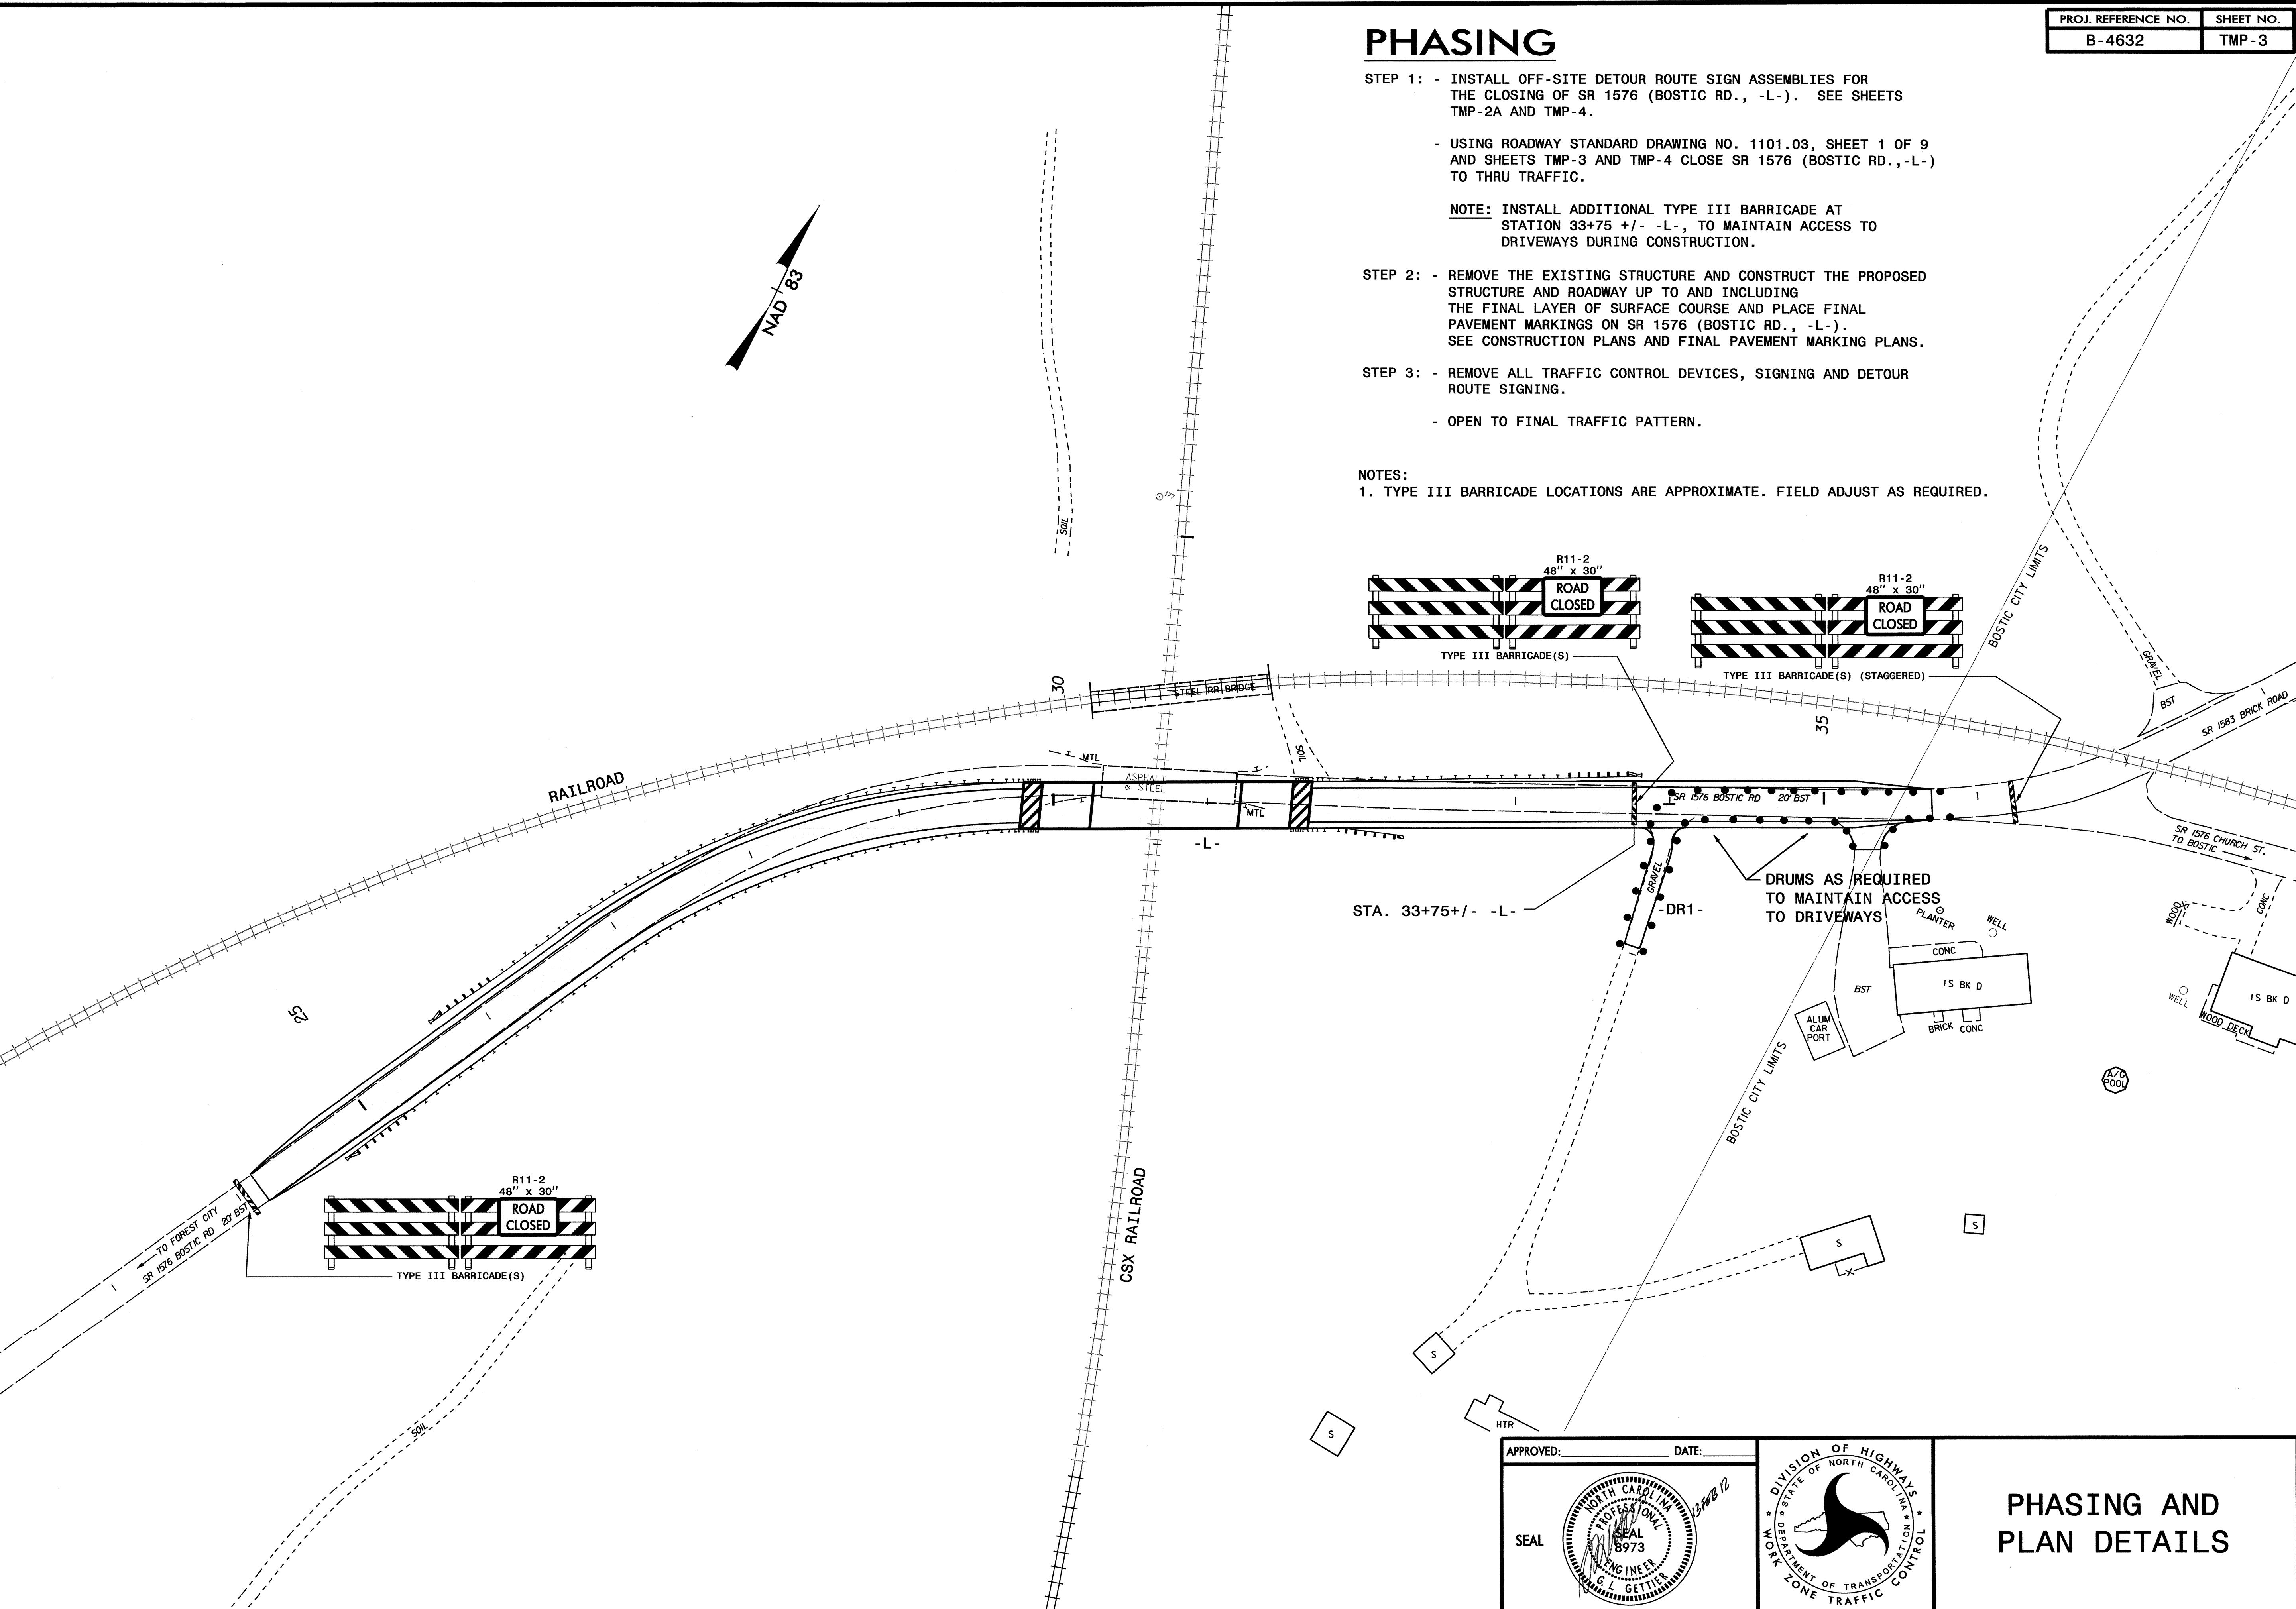 PROJ. REFERENCE NO. SHEET NO.
B-4632 TMP-3
PHASING
STEP 1: - INSTALL OFF-SITE DETOUR ROUTE SIGN ASSEMBLIES FOR
THE CLOSING OF SR 1576 (BOSTIC RD., -L-). SEE SHEETS
TMP-2A AND TMP-4.
- USING ROADWAY STANDARD DRAWING NO. 1101.03, SHEET 1 OF 9
AND SHEETS TMP-3 AND TMP-4 CLOSE SR 1576 (BOSTIC RD.,-L-)
TO THRU TRAFFIC.
NOTE: INSTALL ADDITIONAL TYPE III BARRICADE AT
STATION 33+75 +/- -L-, TO MAINTAIN ACCESS TO
DRIVEWAYS DURING CONSTRUCTION.
STEP 2: - REMOVE THE EXISTING STRUCTURE AND CONSTRUCT THE PROPOSED
STRUCTURE AND ROADWAY UP TO AND INCLUDING
THE FINAL LAYER OF SURFACE COURSE AND PLACE FINAL
PAVEMENT MARKINGS ON SR 1576 (BOSTIC RD., -L-).
SEE CONSTRUCTION PLANS AND FINAL PAVEMENT MARKING PLANS.
STEP 3: - REMOVE ALL TRAFFIC CONTROL DEVICES, SIGNING AND DETOUR
ROUTE SIGNING.
- OPEN TO FINAL TRAFFIC PATTERN.
NOTES:
1. TYPE III BARRICADE LOCATIONS ARE APPROXIMATE. FIELD ADJUST AS REQUIRED.
NAD 83
177
SOIL
R11-2
48" x 30"
ROAD
CLOSED
TYPE III BARRICADE(S)
R11-2
48" x 30"
ROAD
CLOSED
TYPE III BARRICADE(S) (STAGGERED)
BOSTIC CITY LIMITS
GRAVEL
BST
SR 1583 BRICK ROAD
30
STEEL RR BRIDGE
35
RAILROAD
MTL
ASPHALT
& STEEL
SOIL
MTL
SR 1576 BOSTIC RD 20' BST
-L-
SR 1576 CHURCH ST.
TO BOSTIC
GRAVEL
STA. 33+75+/- -L-
-DR1-
DRUMS AS REQUIRED
TO MAINTAIN ACCESS
TO DRIVEWAYS
PLANTER
WELL
WOOD
CONC
CONC
BST
1S BK D
BRICK CONC
ALUM
CAR
PORT
WELL
1S BK D
WOOD DECK
25
BOSTIC CITY LIMITS
A/G
POOL
R11-2
48" x 30"
ROAD
CLOSED
TYPE III BARRICADE(S)
TO FOREST CITY
SR 1576 BOSTIC RD 20' BST
CSX RAILROAD
S
S
S
S
SOIL
HTR
APPROVED: DATE:
SEAL
NORTH CAROLINA
PROFESSIONAL
SEAL
8973
ENGINEER
G. L. GETTIER
13 FEB 12
DIVISION OF HIGHWAYS
STATE OF NORTH CAROLINA
DEPARTMENT OF TRANSPORTATION
WORK ZONE TRAFFIC CONTROL
PHASING AND
PLAN DETAILS